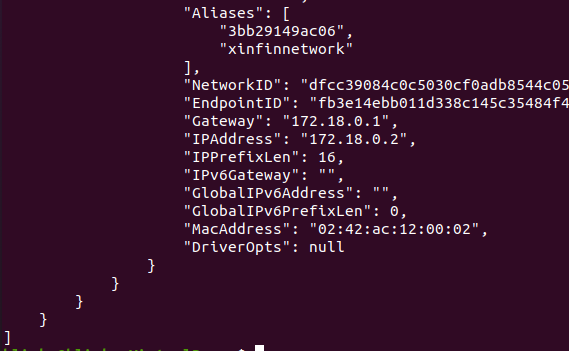 "Aliases": [
"3bb29149ac06",
"xinfinnetwork"
],
"NetworkID": "dfcc39084c0c5030cf0adb8544c05
"EndpointID": "fb3e14ebb011d338c145c35484f4
"Gateway": "172.18.0.1",
"IPAddress": "172.18.0.2",
"IPPrefixLen": 16,
"IPv6Gateway": "",
"GlobalIPv6Address": "",
"GlobalIPv6PrefixLen": 0,
"MacAddress": "02:42:ac:12:00:02",
"DriverOpts": null
}
}
}
}
]